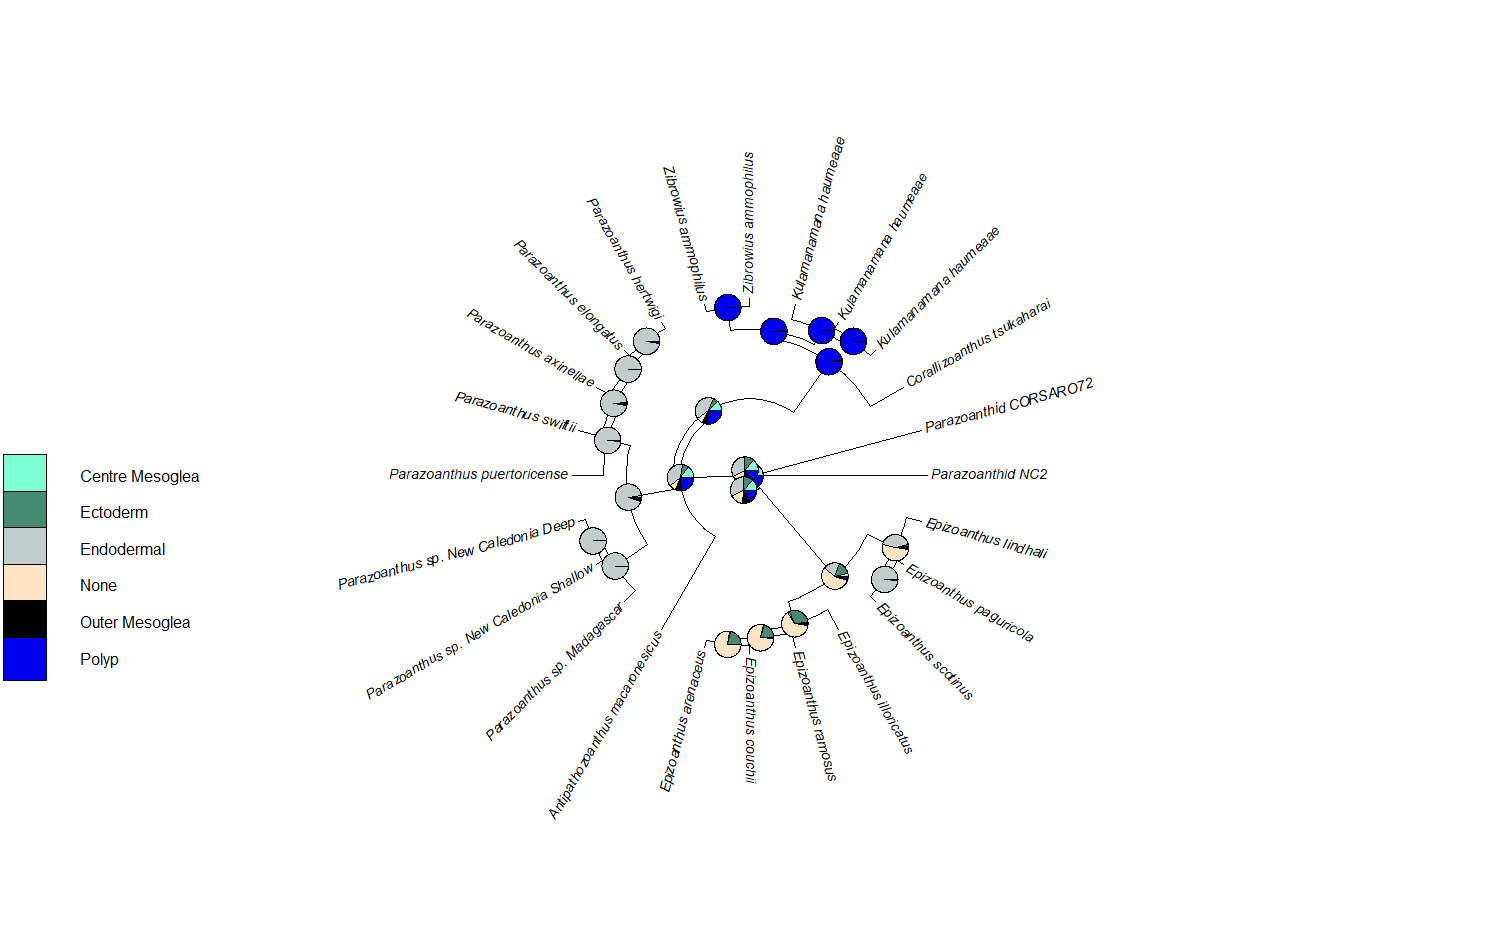 Centre Mesoglea
Ectoderm
Endodermal
None
Outer Mesoglea
Polyp
Zibrowius ammophilus
Zibrowius ammophilus
Kulamanamana haumeaae
Kulamanamana haumeaae
Kulamanamana haumeaae
Corallizoanthus tsukaharai
Parazoanthid CORSARO72
Parazoanthid NC2
Epizoanthus lindhali
Epizoanthus paguricola
Epizoanthus scotinus
Epizoanthus illoricatus
Epizoanthus ramosus
Epizoanthus couchii
Epizoanthus arenaceus
Antipathozoanthus macaronesicus
Parazoanthus sp. Madagascar
Parazoanthus sp. New Caledonia Shallow
Parazoanthus sp. New Caledonia Deep
Parazoanthus puertoricense
Parazoanthus swiftii
Parazoanthus axinellae
Parazoanthus elongatus
Parazoanthus hertwigi